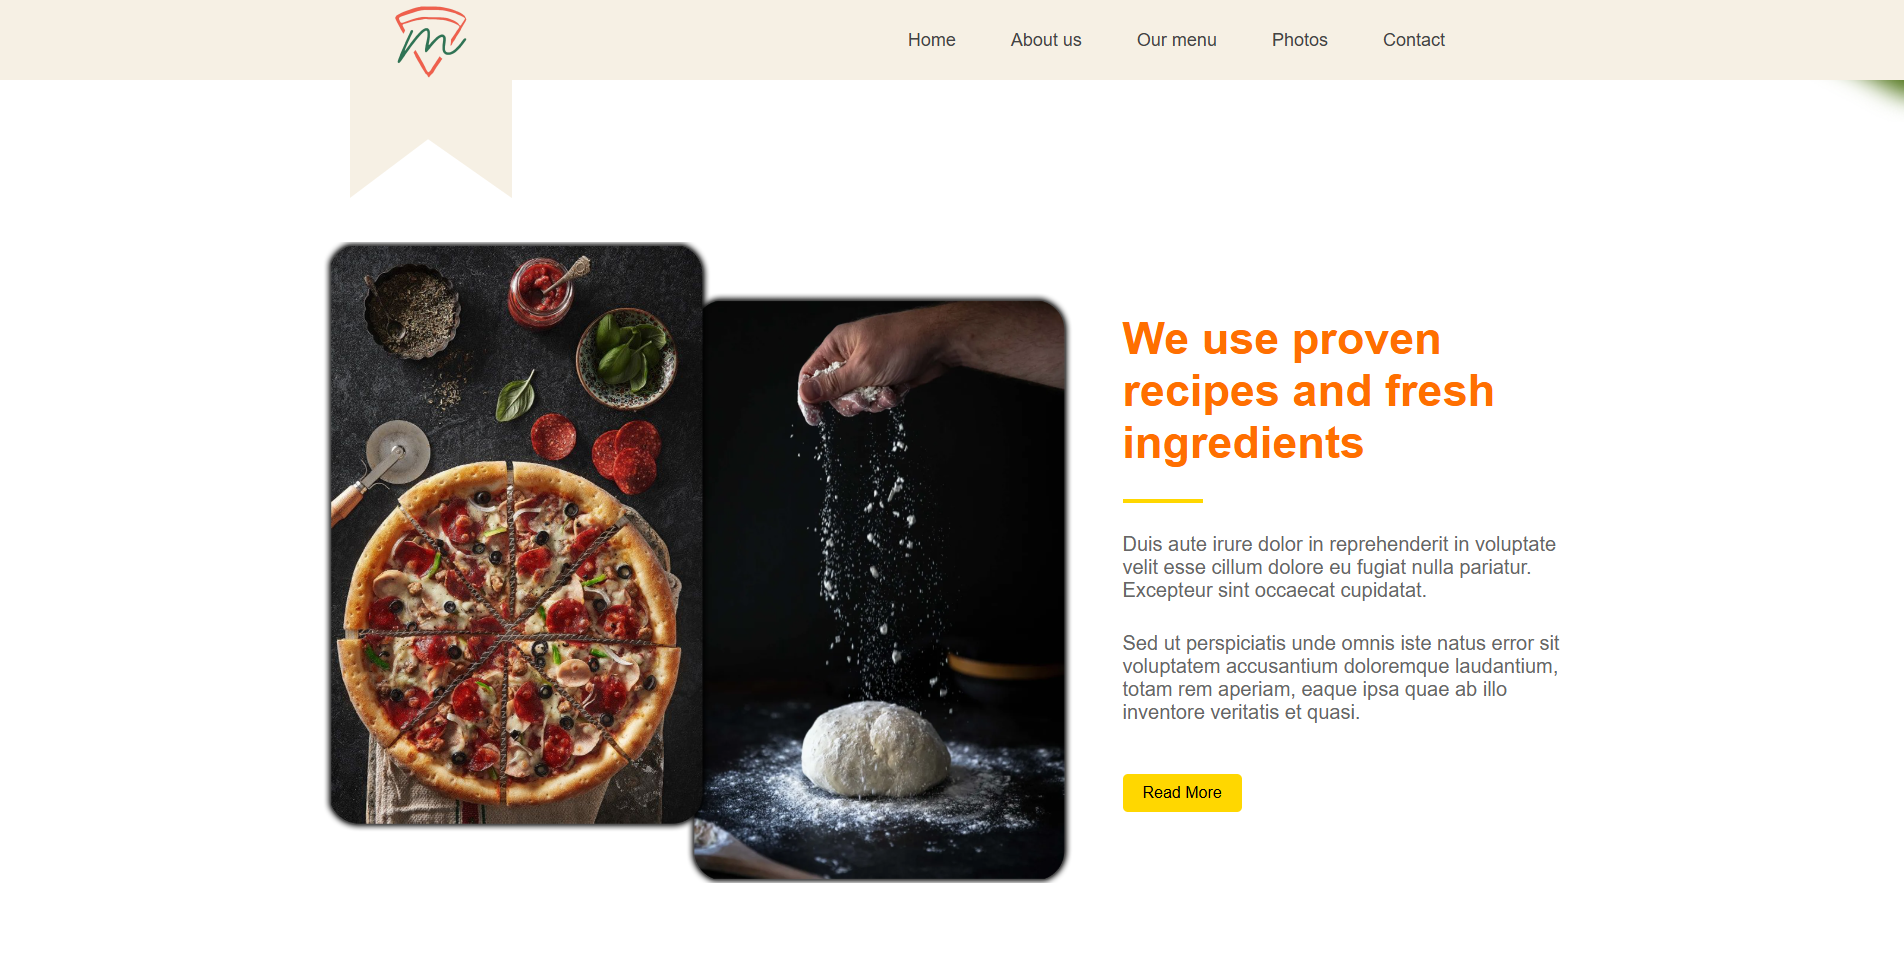 m
Home About us Our menu Photos Contact
We use proven
recipes and fresh
ingredients
Duis aute irure dolor in reprehenderit in voluptate
velit esse cillum dolore eu fugiat nulla pariatur.
Excepteur sint occaecat cupidatat.
Sed ut perspiciatis unde omnis iste natus error sit
voluptatem accusantium doloremque laudantium,
totam rem aperiam, eaque ipsa quae ab illo
inventore veritatis et quasi.
Read More